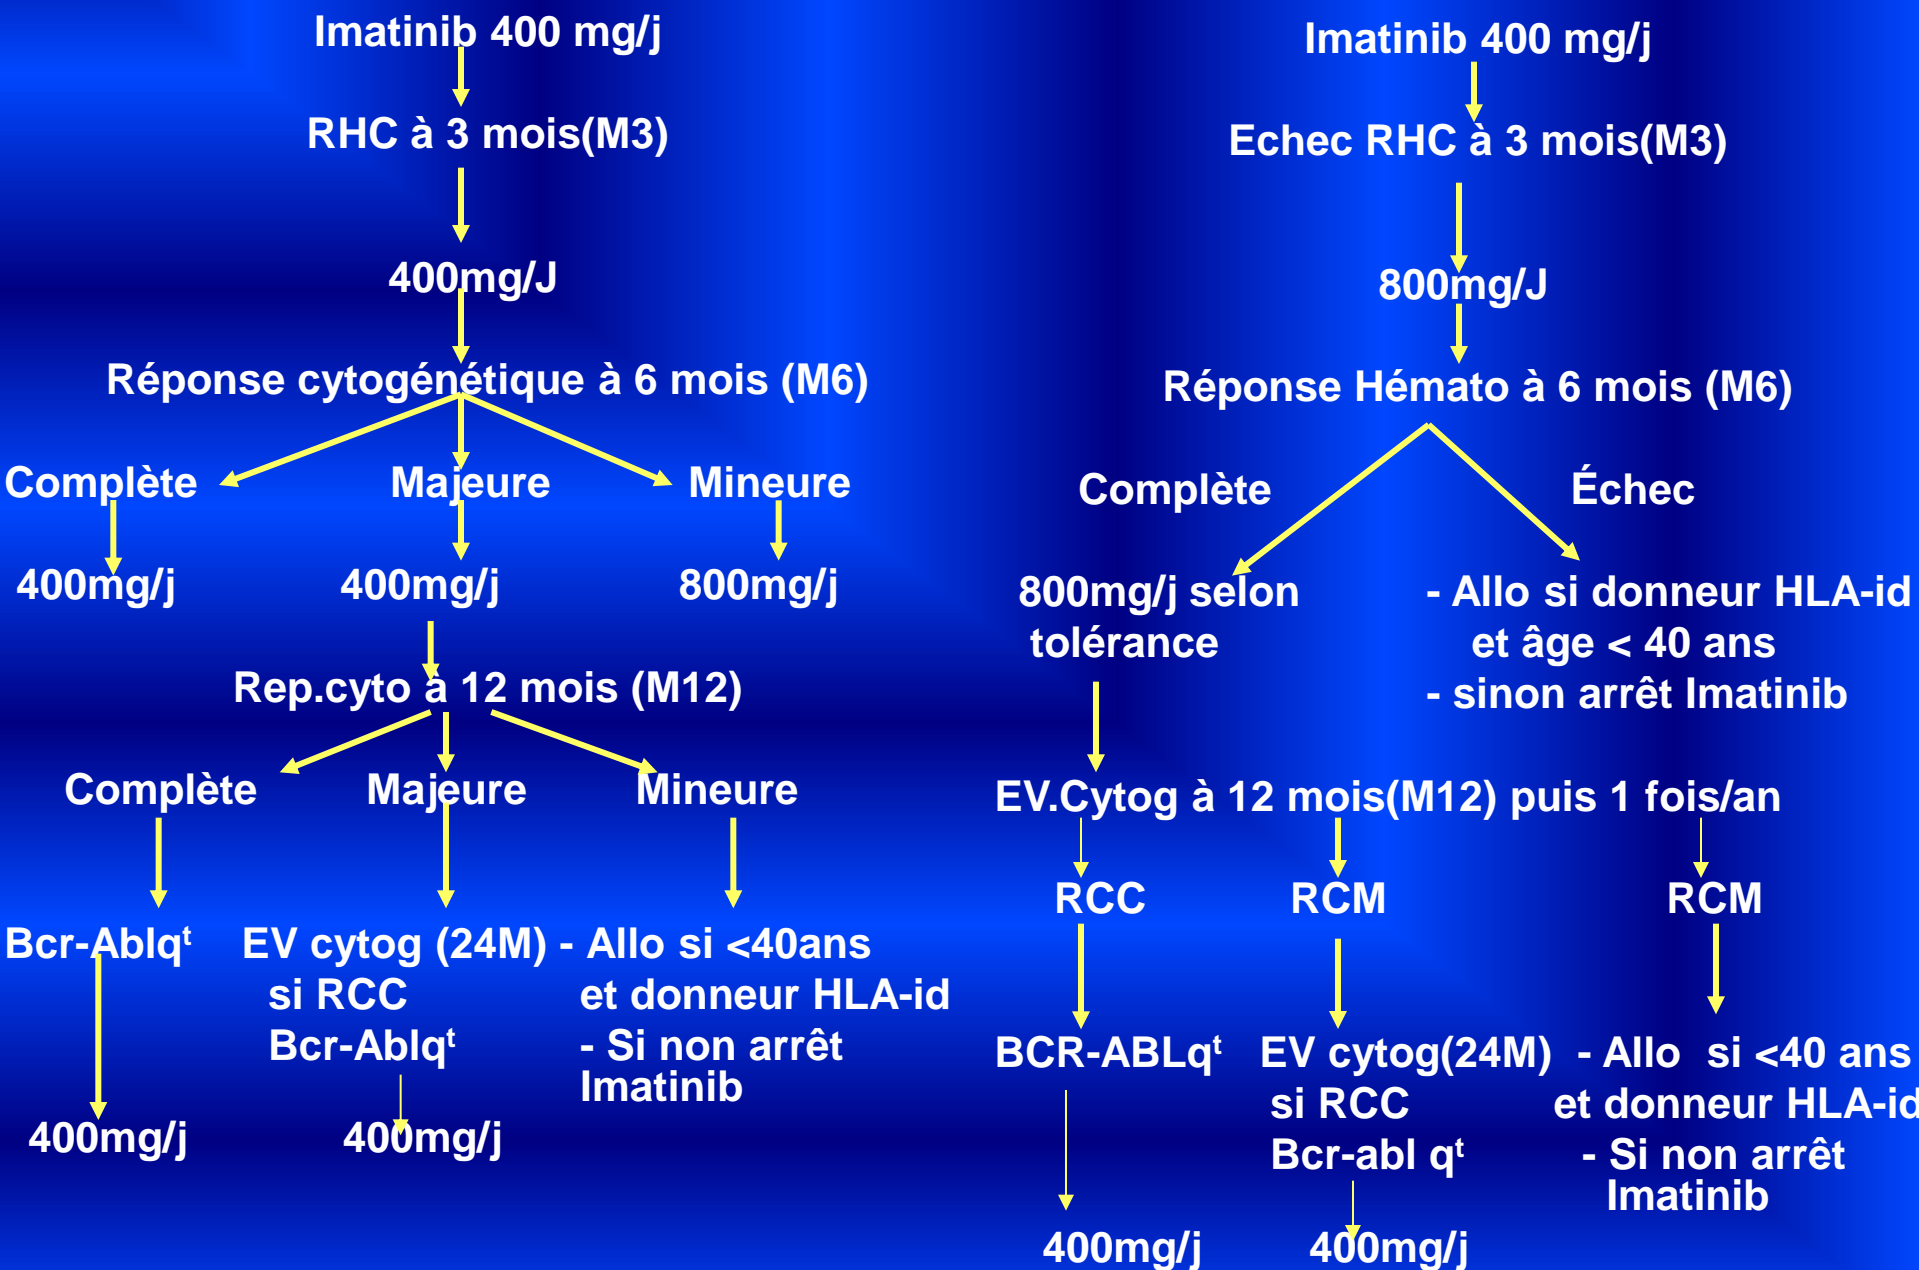 Imatinib 400 mg/j
RHC à 3 mois(M3)
400mg/J
Réponse cytogénétique à 6 mois (M6)
Complète Majeure Mineure
400mg/j 400mg/j 800mg/j
Rep.cyto à 12 mois (M12)
Complète Majeure Mineure
Bcr-Ablqᵗ EV cytog (24M) - Allo si <40ans
si RCC et donneur HLA-id
Bcr-Ablqᵗ - Si non arrêt
Imatinib
400mg/j 400mg/j
Imatinib 400 mg/j
Echec RHC à 3 mois(M3)
800mg/J
Réponse Hémato à 6 mois (M6)
Complète Échec
800mg/j selon - Allo si donneur HLA-id
tolérance et âge < 40 ans
- sinon arrêt Imatinib
EV.Cytog à 12 mois(M12) puis 1 fois/an
RCC RCM RCM
BCR-ABLqᵗ EV cytog(24M) - Allo si <40 ans
si RCC et donneur HLA-id
Bcr-abl qᵗ - Si non arrêt
Imatinib
400mg/j 400mg/j